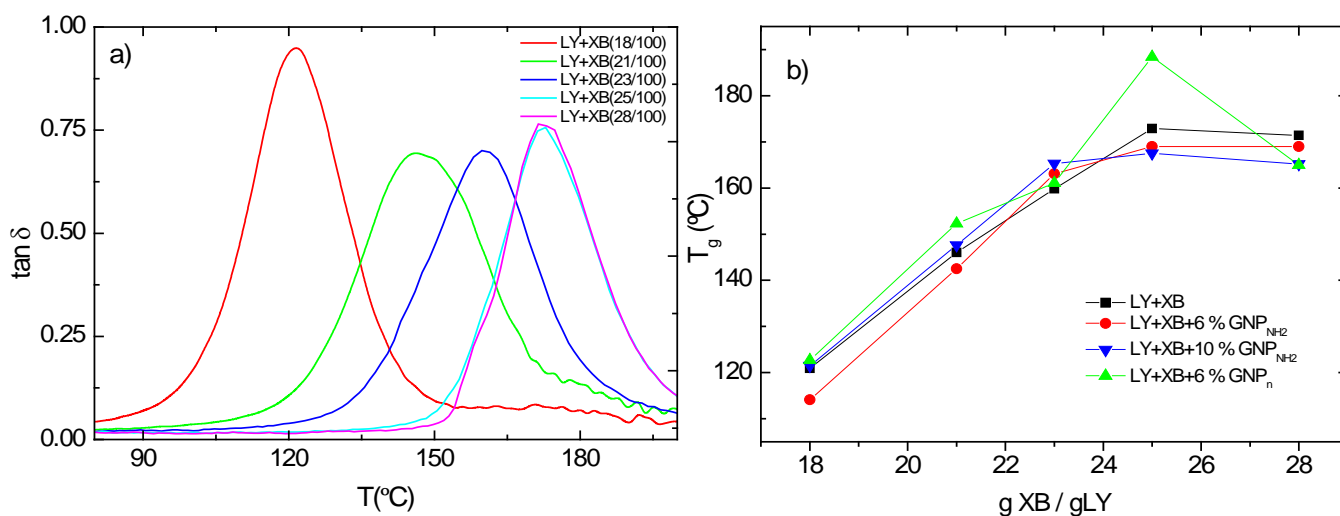 a)
LY+XB(18/100)
LY+XB(21/100)
LY+XB(23/100)
LY+XB(25/100)
LY+XB(28/100)
1.00
0.75
0.50
0.25
0.00
tan δ
90 120 150 180
T(ºC)
b)
180
160
140
120
T_g (ºC)
LY+XB
LY+XB+6 % GNP_NH2
LY+XB+10 % GNP_NH2
LY+XB+6 % GNP_n
18 20 22 24 26 28
g XB / gLY